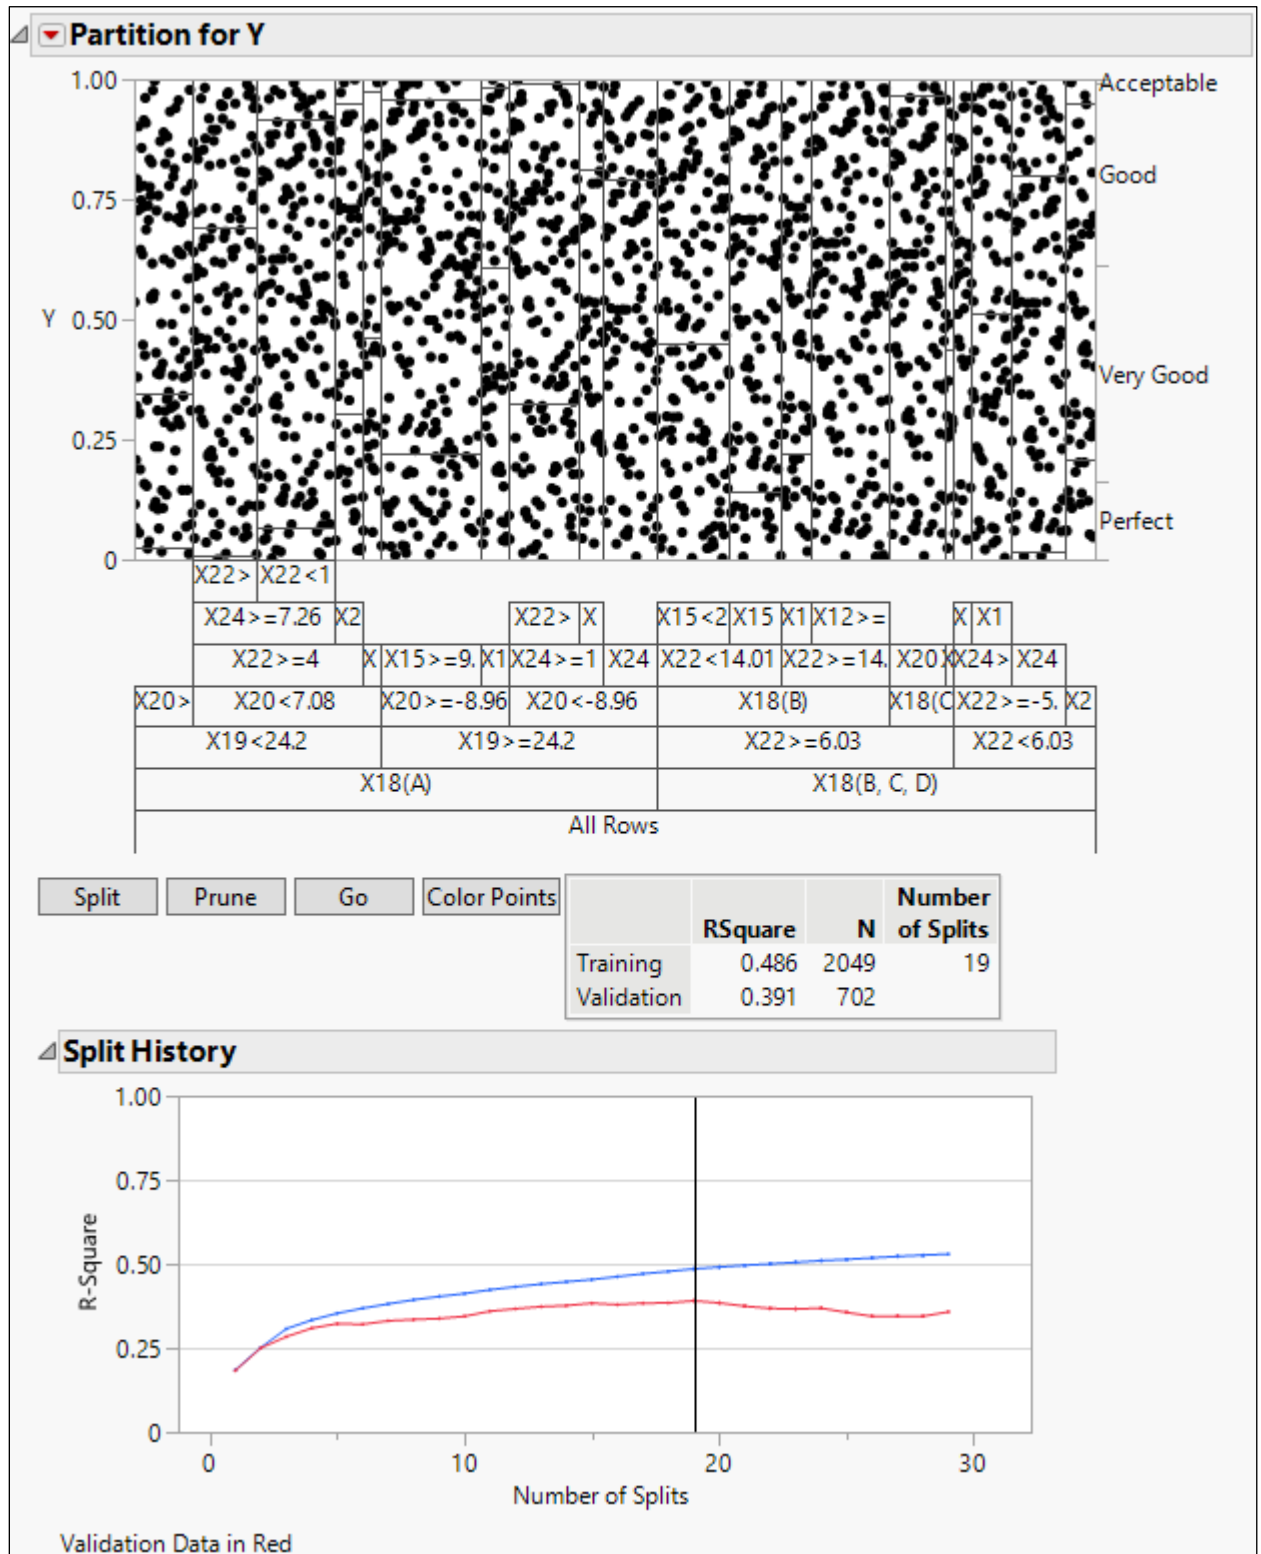 Partition for Y
1.00
0.75
0.50
0.25
0
Y
Acceptable
Good
Very Good
Perfect
X22> X22<1
X24>=7.26 X2 X22> X X15<2 X15 X1 X12>= X X1
X22>=4 X X15>=9. X1 X24>=1 X24 X22<14.01 X22>=14. X20 X24> X24
X20> X20<7.08 X20>=-8.96 X20<-8.96 X18(B) X18(C X22>=-5. X2
X19<24.2 X19>=24.2 X22>=6.03 X22<6.03
X18(A) X18(B, C, D)
All Rows
Split Prune Go Color Points
Number
RSquare N of Splits
Training 0.486 2049 19
Validation 0.391 702
Split History
1.00
0.75
0.50
0.25
0
R-Square
0 10 20 30
Number of Splits
Validation Data in Red